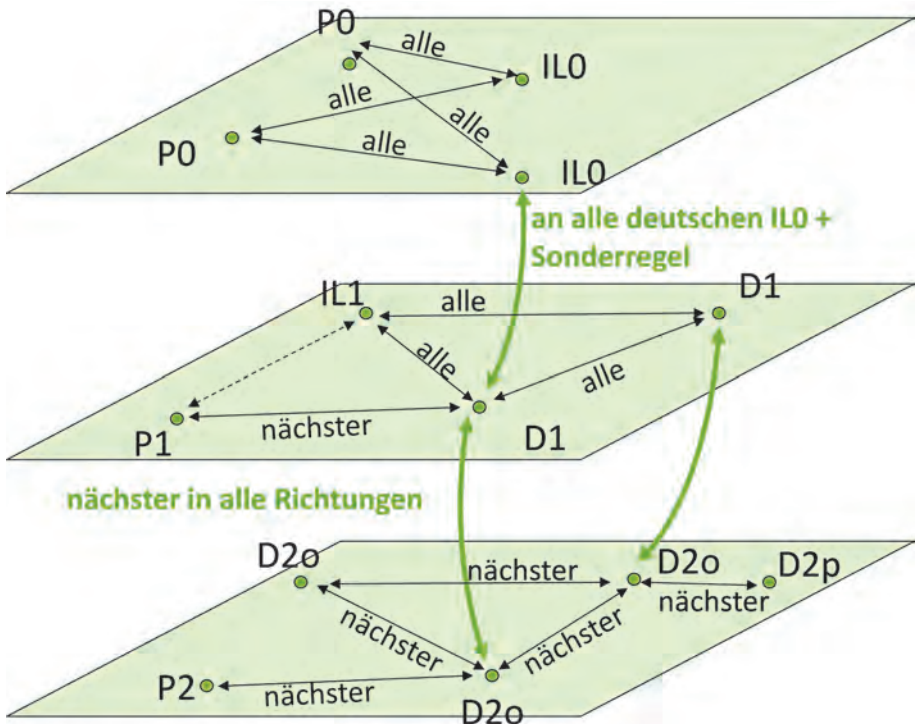 P0
alle
IL0
alle
alle
P0
alle
IL0
an alle deutschen IL0 +
Sonderregel
IL1
D1
alle
alle
alle
P1
nächster
D1
nächster in alle Richtungen
D2o
nächster
D2o
D2p
nächster
nächster
nächster
P2
nächster
D2o